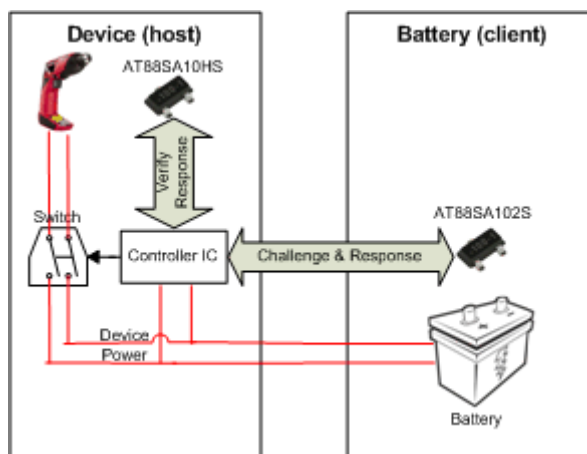 Device (host)
Battery (client)
AT88SA10HS
AT88SA102S
Verify
Response
Switch
Controller IC
Challenge & Response
Device
Power
Battery